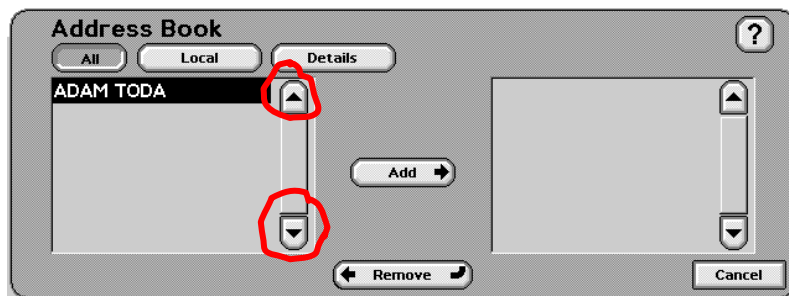 Address Book
?
All Local Details
ADAM TODA
Add
Remove
Cancel